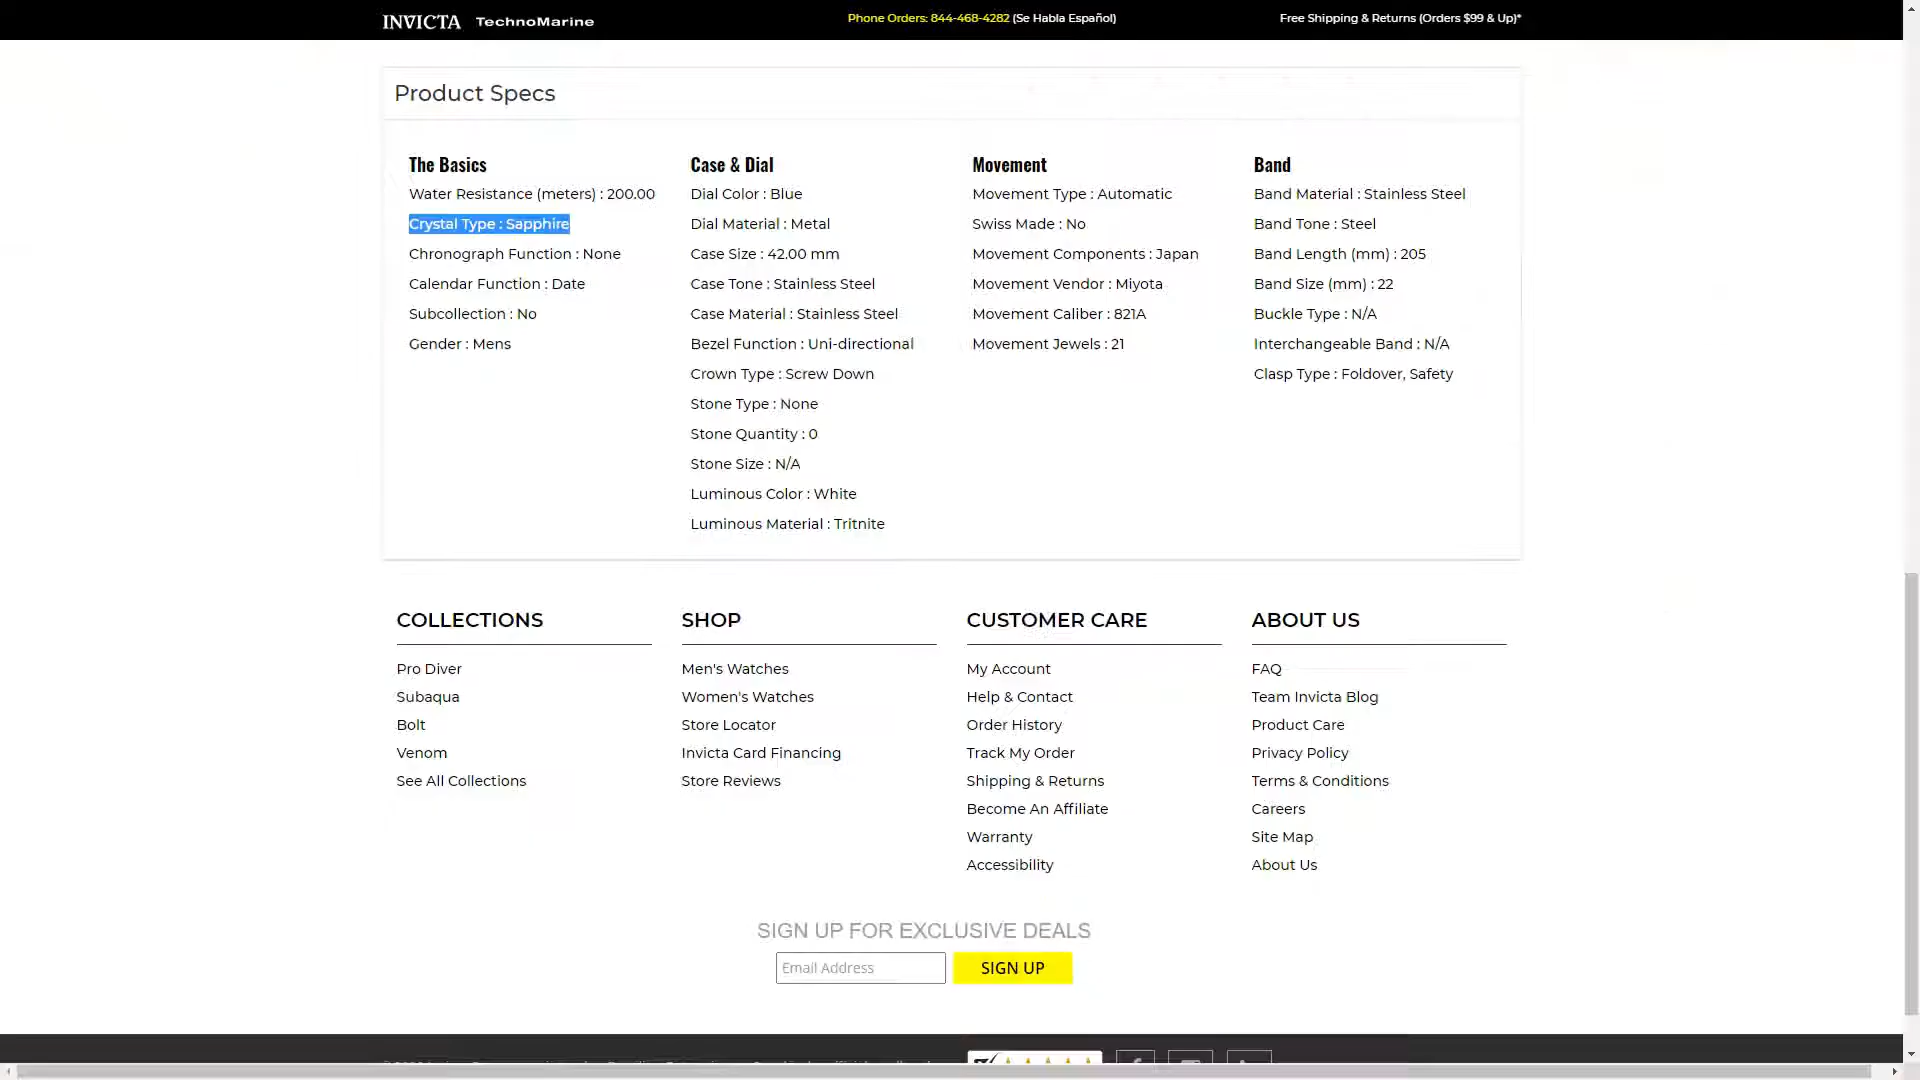 INVICTA TechnoMarine Phone Orders: 844-468-4282 (Se Habla Español) Free Shipping & Returns (Orders $99 & Up)*
Product Specs
The Basics
Water Resistance (meters) : 200.00
Crystal Type : Sapphire
Chronograph Function : None
Calendar Function : Date
Subcollection : No
Gender : Mens
Case & Dial
Dial Color : Blue
Dial Material : Metal
Case Size : 42.00 mm
Case Tone : Stainless Steel
Case Material : Stainless Steel
Bezel Function : Uni-directional
Crown Type : Screw Down
Stone Type : None
Stone Quantity : 0
Stone Size : N/A
Luminous Color : White
Luminous Material : Tritnite
Movement
Movement Type : Automatic
Swiss Made : No
Movement Components : Japan
Movement Vendor : Miyota
Movement Caliber : 821A
Movement Jewels : 21
Band
Band Material : Stainless Steel
Band Tone : Steel
Band Length (mm) : 205
Band Size (mm) : 22
Buckle Type : N/A
Interchangeable Band : N/A
Clasp Type : Foldover, Safety
COLLECTIONS
Pro Diver
Subaqua
Bolt
Venom
See All Collections
SHOP
Men's Watches
Women's Watches
Store Locator
Invicta Card Financing
Store Reviews
CUSTOMER CARE
My Account
Help & Contact
Order History
Track My Order
Shipping & Returns
Become An Affiliate
Warranty
Accessibility
ABOUT US
FAQ
Team Invicta Blog
Product Care
Privacy Policy
Terms & Conditions
Careers
Site Map
About Us
SIGN UP FOR EXCLUSIVE DEALS
Email Address
SIGN UP